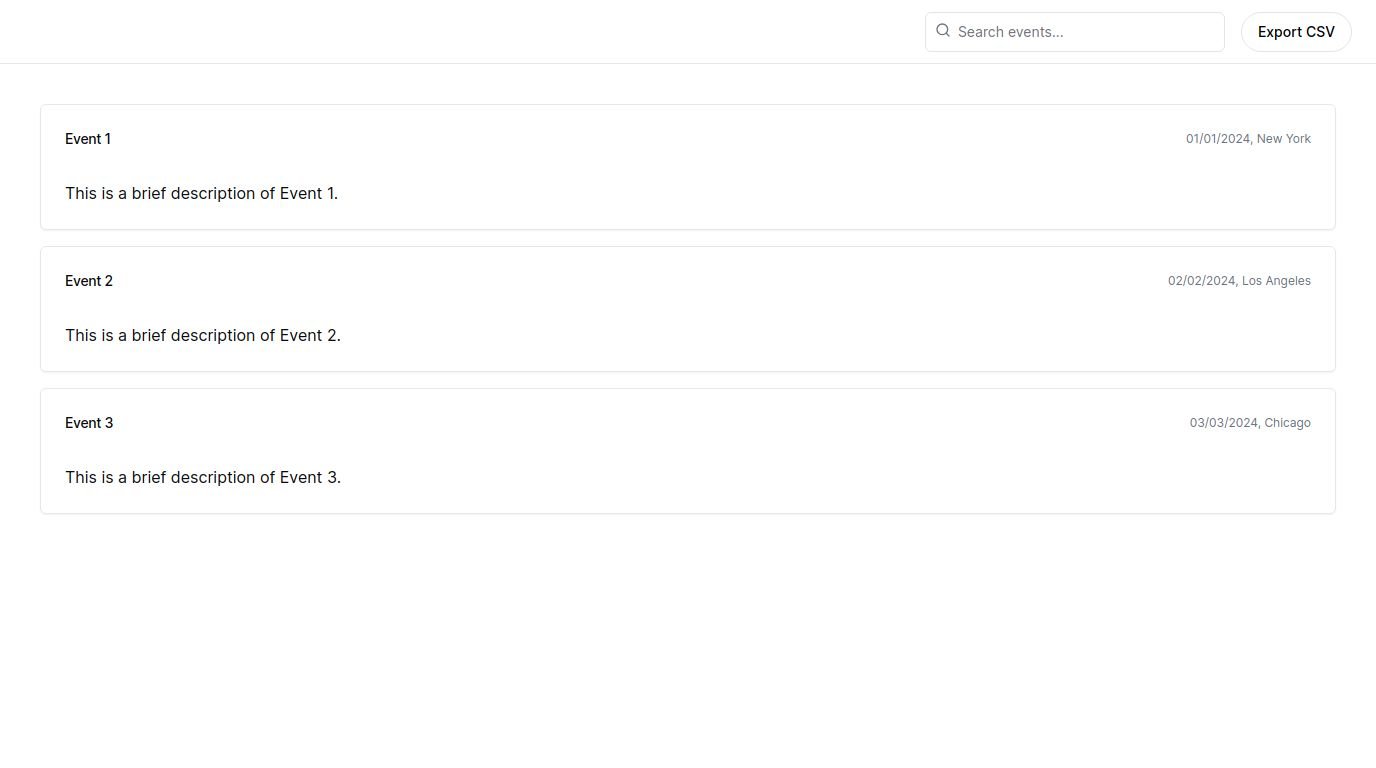 Search events...
Export CSV
Event 1
01/01/2024, New York
This is a brief description of Event 1.
Event 2
02/02/2024, Los Angeles
This is a brief description of Event 2.
Event 3
03/03/2024, Chicago
This is a brief description of Event 3.